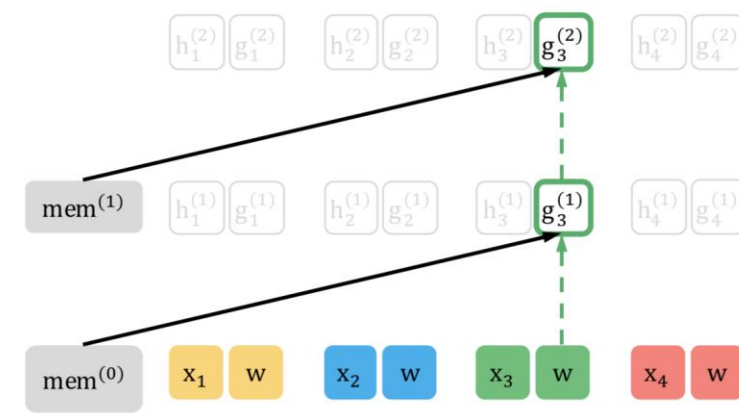 h₁⁽²⁾ g₁⁽²⁾ h₂⁽²⁾ g₂⁽²⁾ h₃⁽²⁾ g₃⁽²⁾ h₄⁽²⁾ g₄⁽²⁾
mem⁽¹⁾ h₁⁽¹⁾ g₁⁽¹⁾ h₂⁽¹⁾ g₂⁽¹⁾ h₃⁽¹⁾ g₃⁽¹⁾ h₄⁽¹⁾ g₄⁽¹⁾
mem⁽⁰⁾ x₁ w x₂ w x₃ w x₄ w